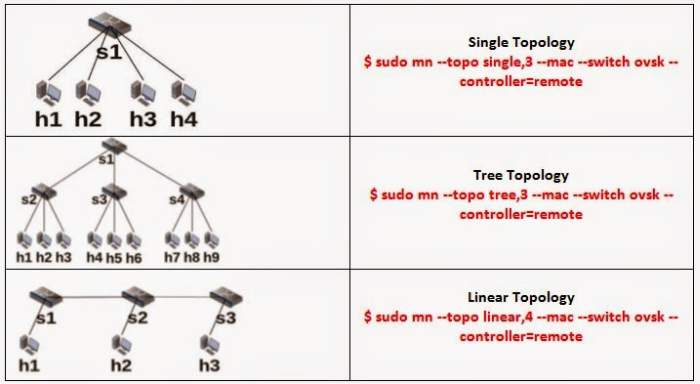 s1
h1 h2 h3 h4
Single Topology
$ sudo mn --topo single,3 --mac --switch ovsk --
controller=remote
s1
s2 s3 s4
h1 h2 h3 h4 h5 h6 h7 h8 h9
Tree Topology
$ sudo mn --topo tree,3 --mac --switch ovsk --
controller=remote
s1 s2 s3
h1 h2 h3
Linear Topology
$ sudo mn --topo linear,4 --mac --switch ovsk --
controller=remote